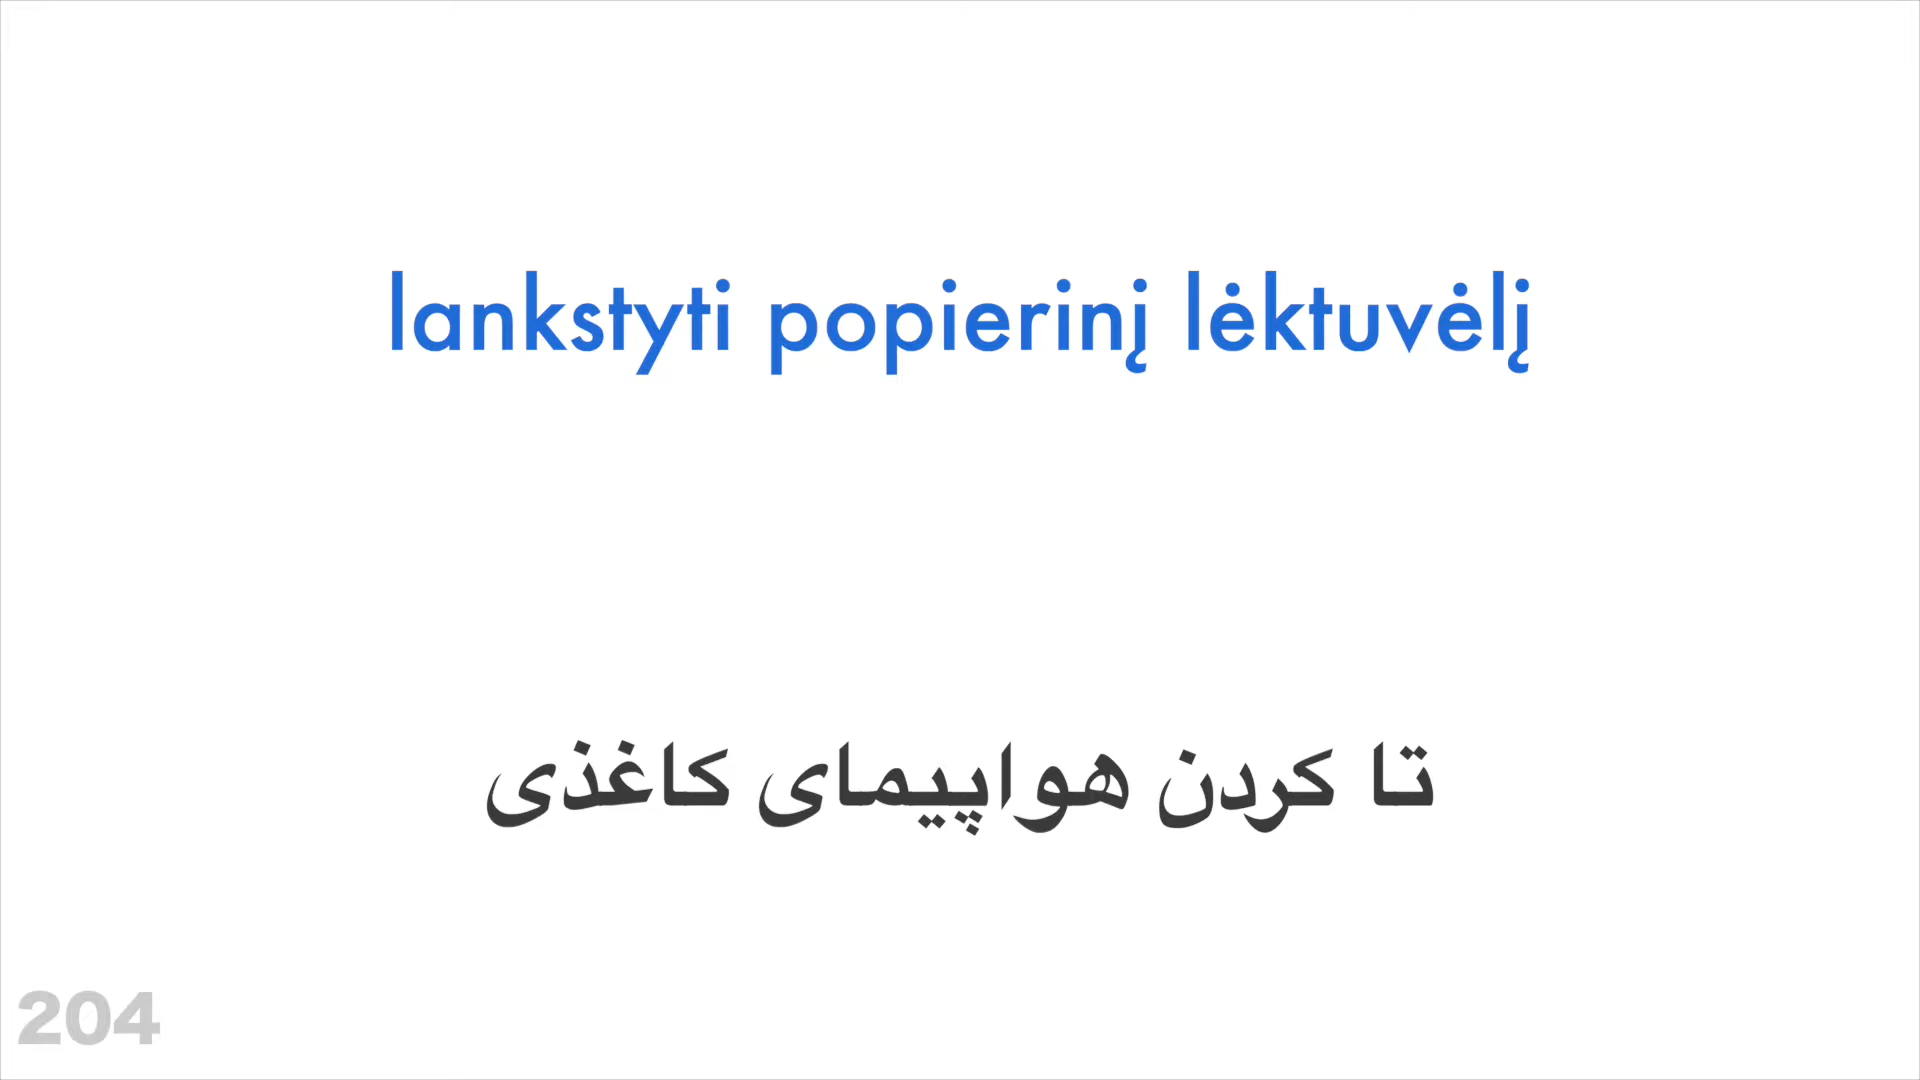 lankstyti popierinį lėktuvėlį
تا کردن هواپیمای کاغذی
204